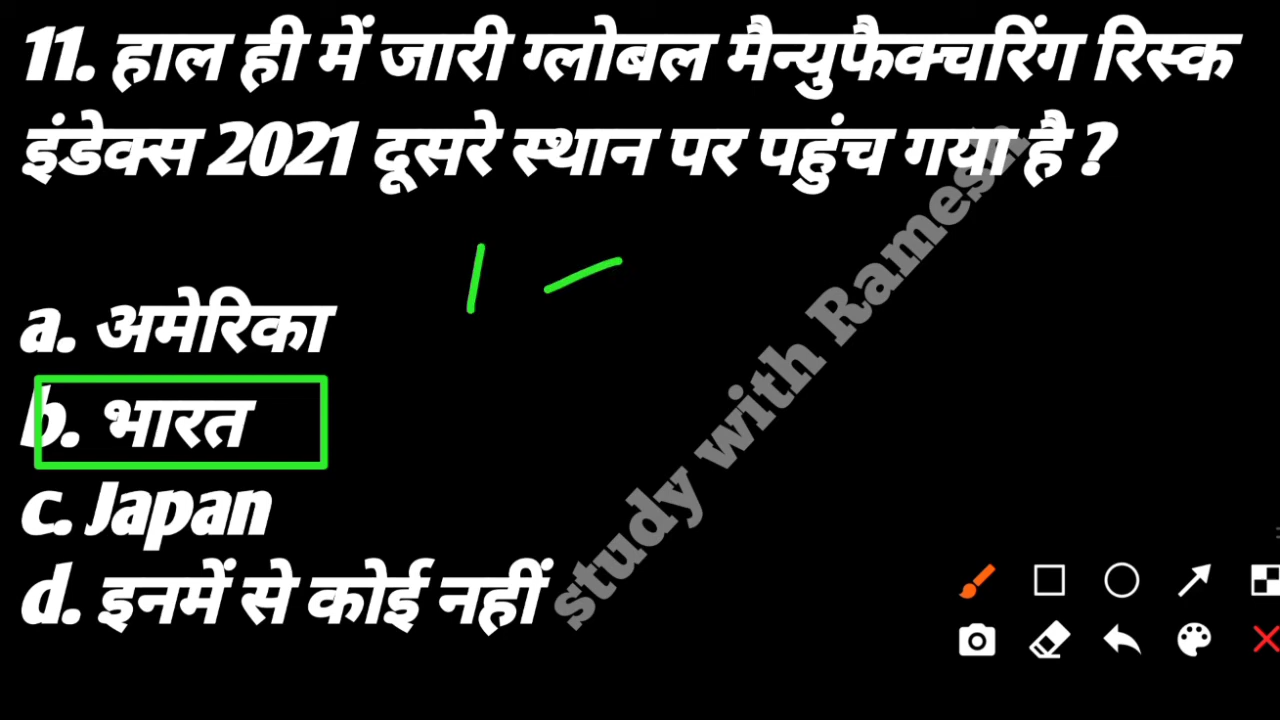 11. हाल ही में जारी ग्लोबल मैन्युफैक्चरिंग रिस्क
इंडेक्स 2021 दूसरे स्थान पर पहुंच गया है ?
a. अमेरिका
b. भारत
c. Japan
d. इनमें से कोई नहीं
study with Ramesh